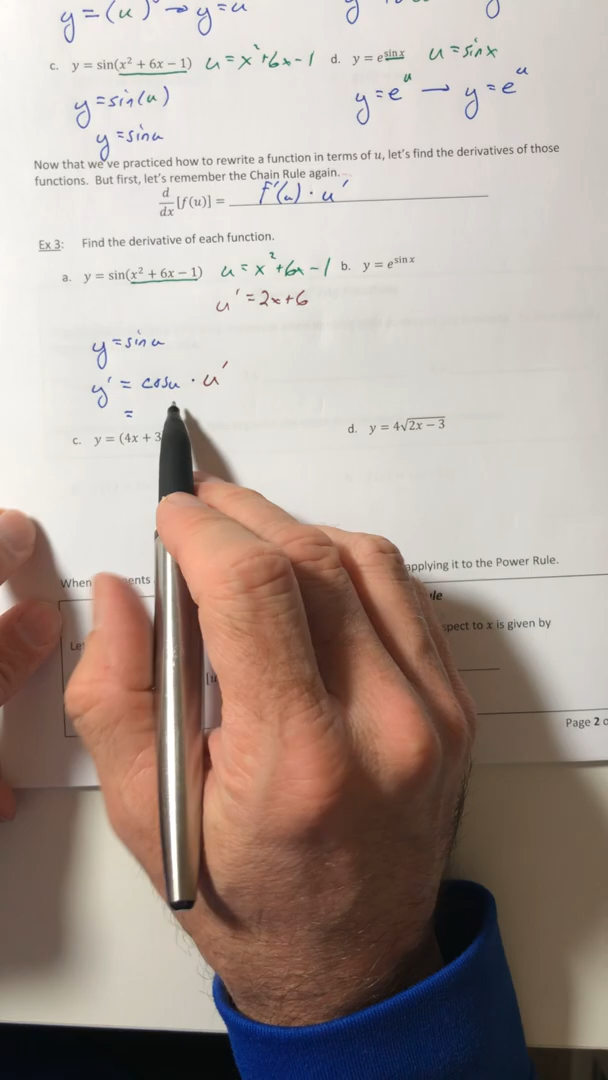 y = (u) → y = u
c. y = sin(x² + 6x − 1) u = x² + 6x − 1 d. y = e^(sin x) u = sin x
y = sin(u) y = e^u → y = e^u
y = sin u
Now that we've practiced how to rewrite a function in terms of u, let's find the derivatives of those
functions. But first, let's remember the Chain Rule again.
d/dx [f(u)] = f'(u) · u'
Ex 3: Find the derivative of each function.
a. y = sin(x² + 6x − 1) u = x² + 6x − 1 b. y = e^(sin x)
u' = 2x + 6
y = sin u
y' = cos u · u'
=
c. y = (4x + 3 d. y = 4√(2x − 3)
When ents applying it to the Power Rule.
spect to x is given by
Page 2